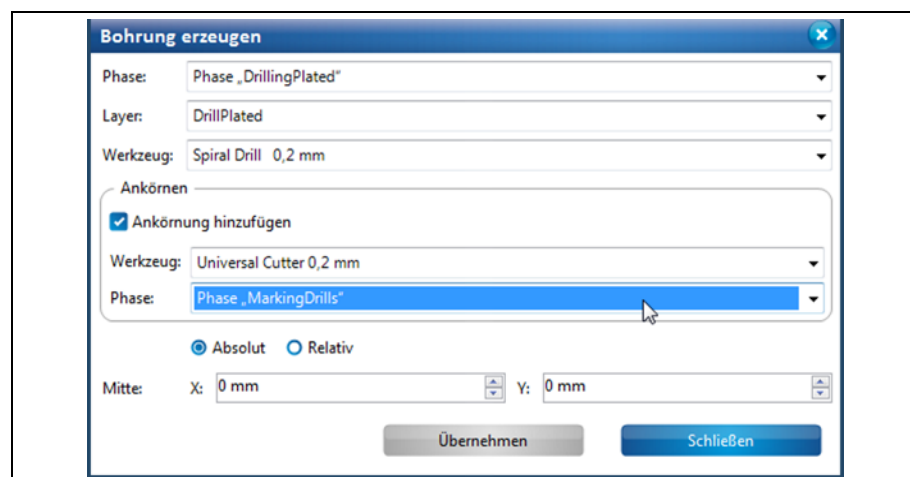 Bohrung erzeugen
Phase: Phase „DrillingPlated“
Layer: DrillPlated
Werkzeug: Spiral Drill 0,2 mm
Ankörnen
Ankörnung hinzufügen
Werkzeug: Universal Cutter 0,2 mm
Phase: Phase „MarkingDrills“
Absolut Relativ
Mitte: X: 0 mm Y: 0 mm
Übernehmen Schließen